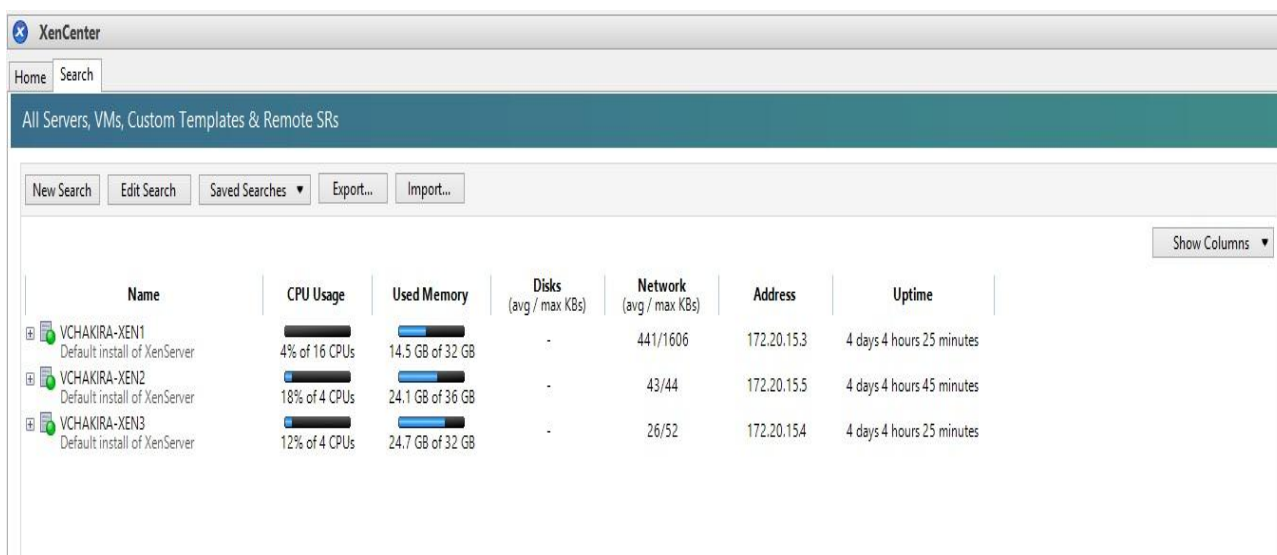 XenCenter
Home Search
All Servers, VMs, Custom Templates & Remote SRs
New Search Edit Search Saved Searches Export... Import...
Show Columns
Name CPU Usage Used Memory Disks Network Address Uptime
(avg / max KBs) (avg / max KBs)
VCHAKIRA-XEN1 441/1606 172.20.15.3 4 days 4 hours 25 minutes
Default install of XenServer 4% of 16 CPUs 14.5 GB of 32 GB -
VCHAKIRA-XEN2 43/44 172.20.15.5 4 days 4 hours 45 minutes
Default install of XenServer 18% of 4 CPUs 24.1 GB of 36 GB -
VCHAKIRA-XEN3 26/52 172.20.15.4 4 days 4 hours 25 minutes
Default install of XenServer 12% of 4 CPUs 24.7 GB of 32 GB -